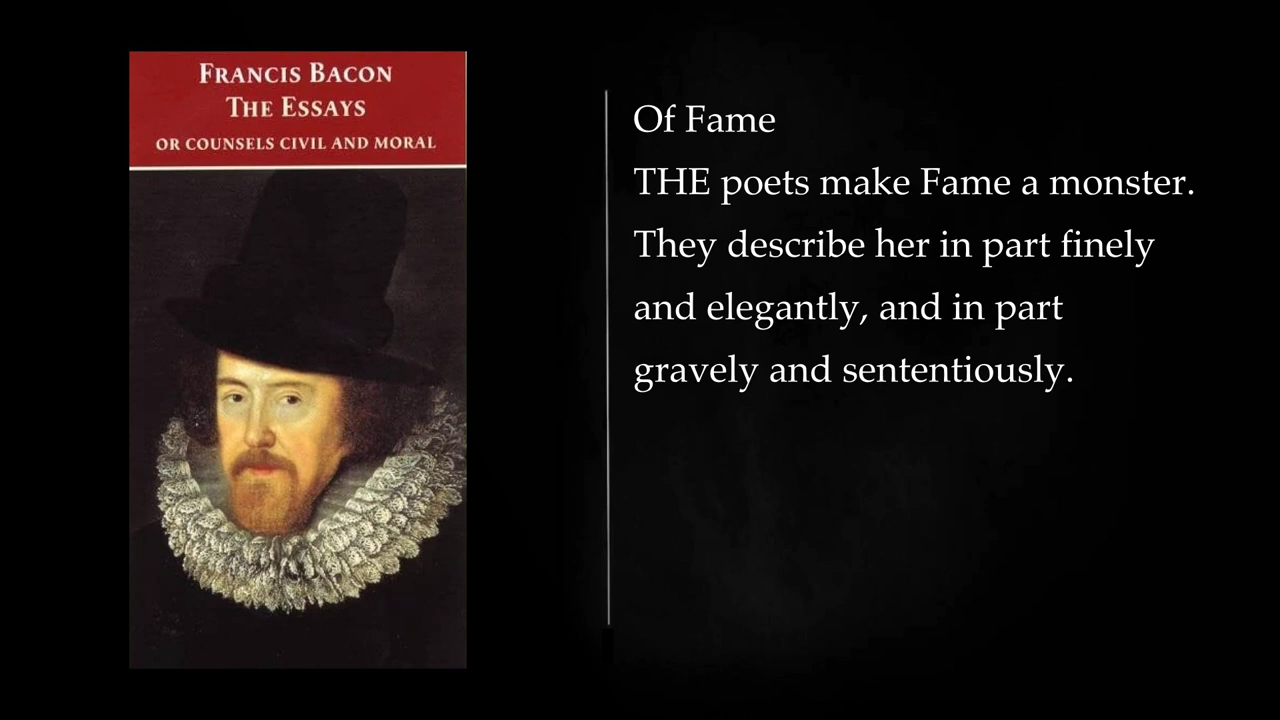 FRANCIS BACON
THE ESSAYS
OR COUNSELS CIVIL AND MORAL
Of Fame
THE poets make Fame a monster.
They describe her in part finely
and elegantly, and in part
gravely and sententiously.